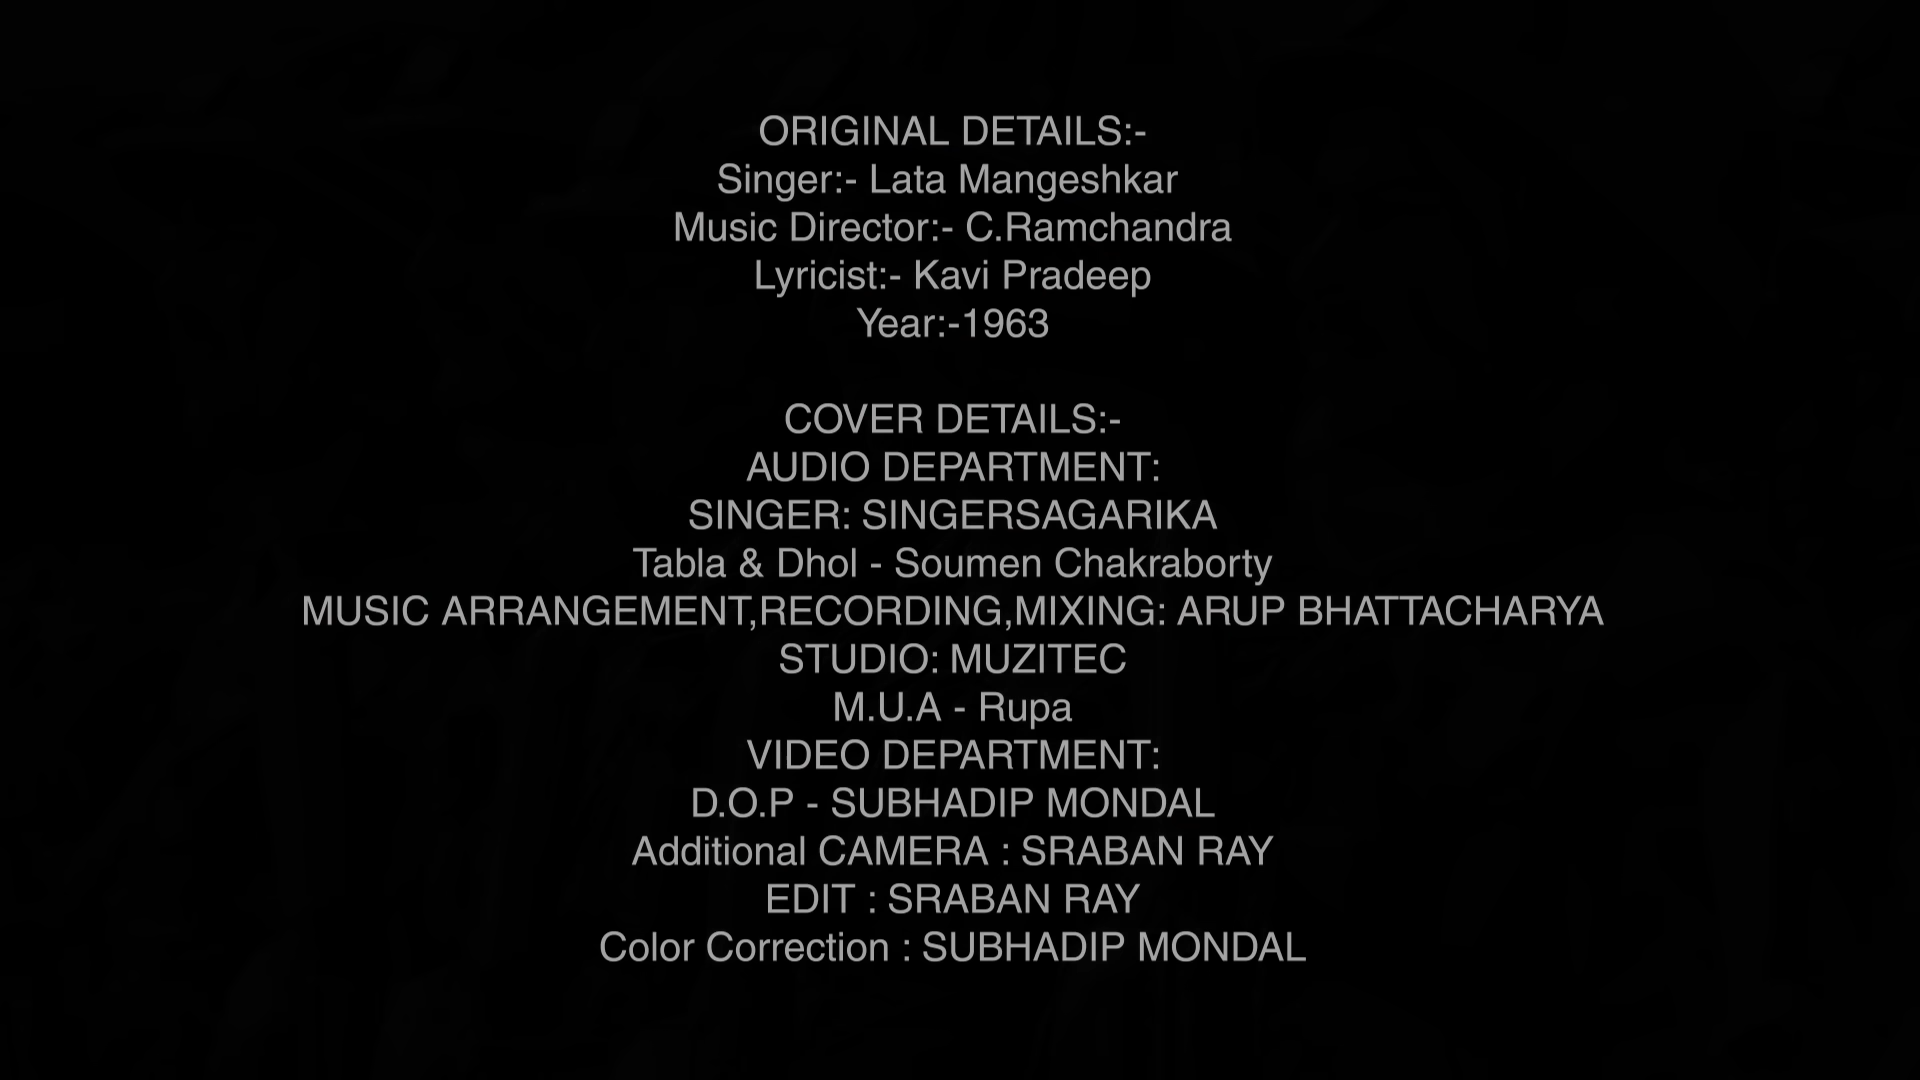 ORIGINAL DETAILS:-
Singer:- Lata Mangeshkar
Music Director:- C.Ramchandra
Lyricist:- Kavi Pradeep
Year:-1963
COVER DETAILS:-
AUDIO DEPARTMENT:
SINGER: SINGERSAGARIKA
Tabla & Dhol - Soumen Chakraborty
MUSIC ARRANGEMENT,RECORDING,MIXING: ARUP BHATTACHARYA
STUDIO: MUZITEC
M.U.A - Rupa
VIDEO DEPARTMENT:
D.O.P - SUBHADIP MONDAL
Additional CAMERA : SRABAN RAY
EDIT : SRABAN RAY
Color Correction : SUBHADIP MONDAL